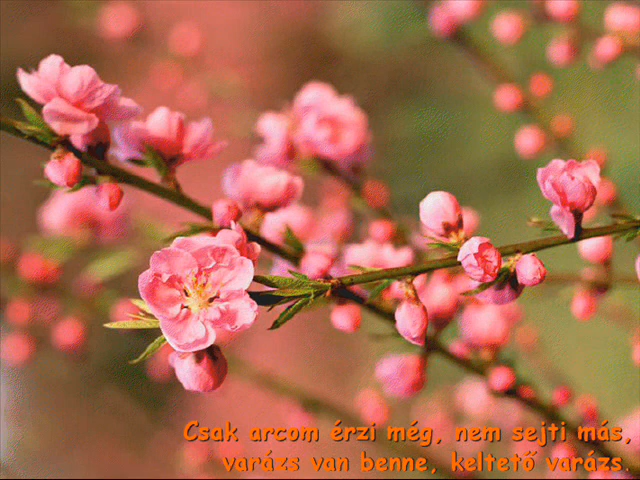 Csak arcom érzi még, nem sejti más,
varázs van benne, keltető varázs.